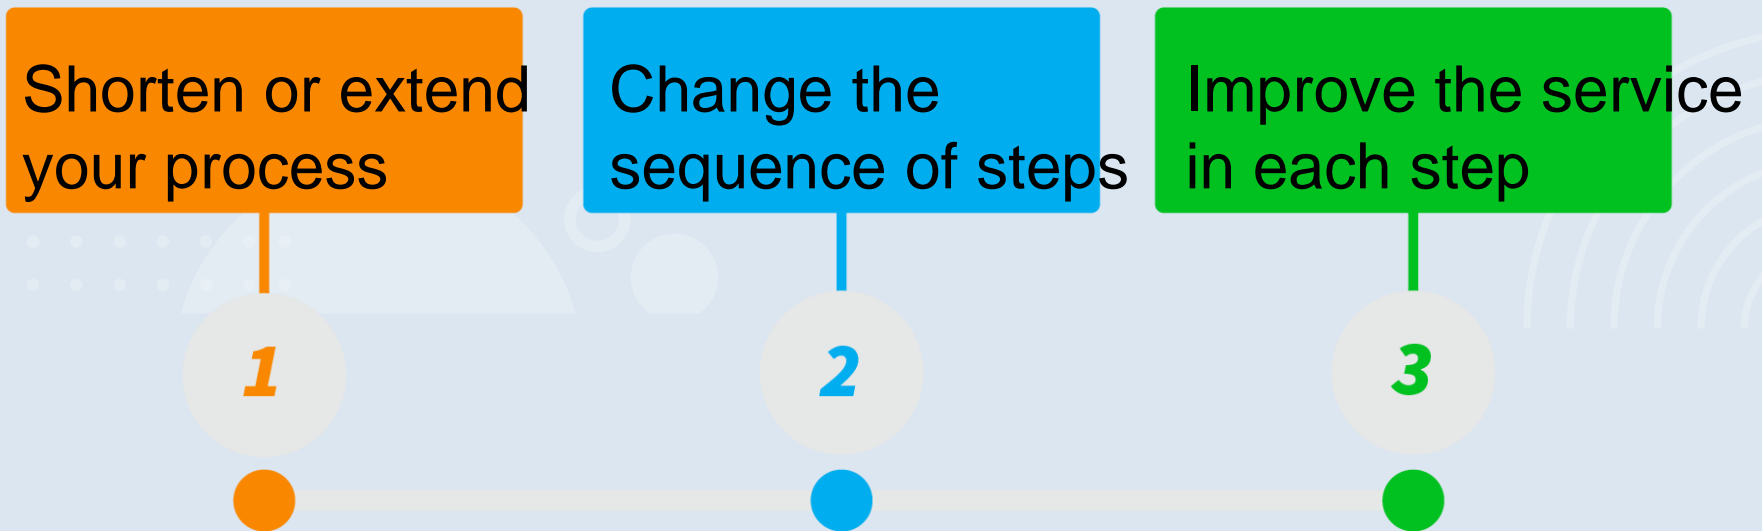 Shorten or extend
your process
Change the
sequence of steps
Improve the service
in each step
1
2
3